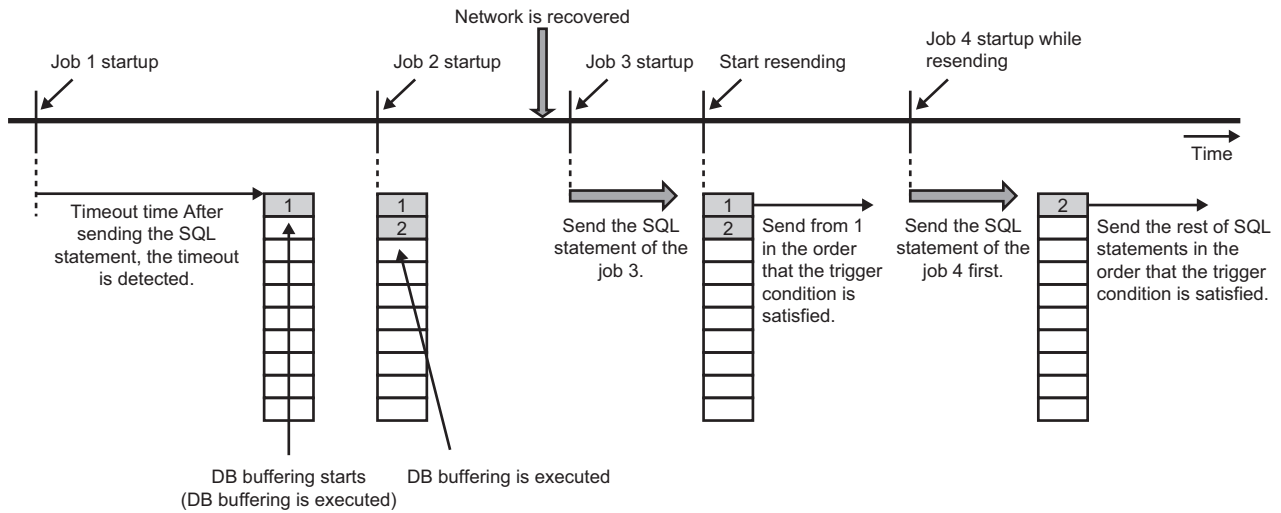 Network is recovered
Job 1 startup
Job 2 startup
Job 3 startup
Start resending
Job 4 startup while
resending
Time
Timeout time After
sending the SQL
statement, the timeout
is detected.
1
1
2
Send the SQL
statement of the
job 3.
1
2
Send from 1
in the order
that the trigger
condition is
satisfied.
Send the SQL
statement of the
job 4 first.
2
Send the rest of SQL
statements in the
order that the trigger
condition is satisfied.
DB buffering starts
(DB buffering is executed)
DB buffering is executed